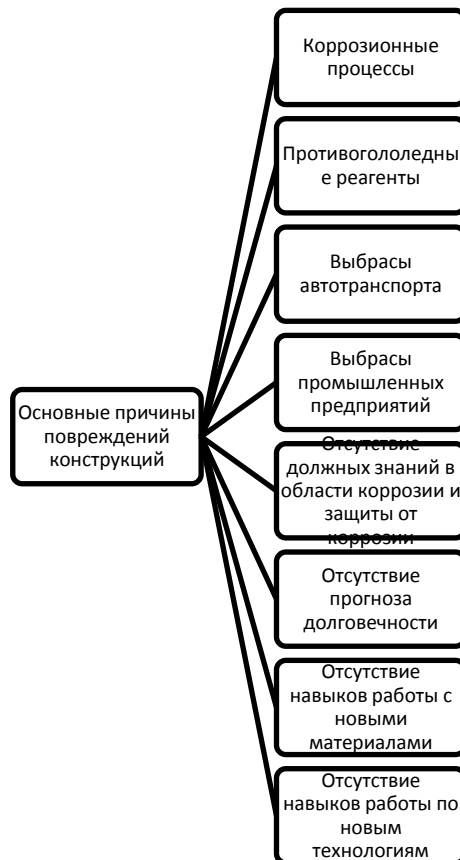 Коррозионные
процессы
Противогололедны
е реагенты
Выбрасы
автотранспорта
Выбрасы
промышленных
предприятий
Основные причины
повреждений
конструкций
Отсутствие
должных знаний в
области коррозии и
защиты от
коррозии
Отсутствие
прогноза
долговечности
Отсутствие
навыков работы с
новыми
материалами
Отсутствие
навыков работы по
новым
технологиям